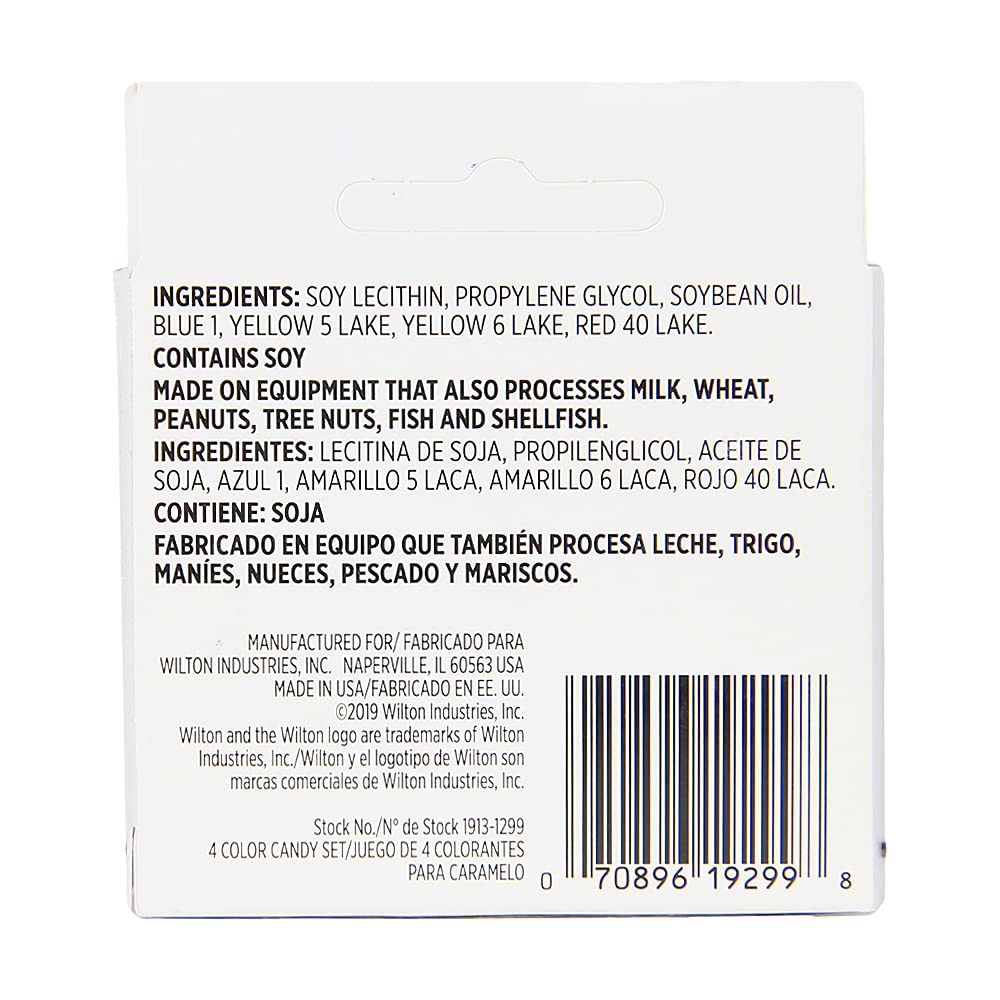 INGREDIENTS: SOY LECITHIN, PROPYLENE GLYCOL, SOYBEAN OIL,
BLUE 1, YELLOW 5 LAKE, YELLOW 6 LAKE, RED 40 LAKE.
CONTAINS SOY
MADE ON EQUIPMENT THAT ALSO PROCESSES MILK, WHEAT,
PEANUTS, TREE NUTS, FISH AND SHELLFISH.
INGREDIENTES: LECITINA DE SOJA, PROPILENGLICOL, ACEITE DE
SOJA, AZUL 1, AMARILLO 5 LACA, AMARILLO 6 LACA, ROJO 40 LACA.
CONTIENE: SOJA
FABRICADO EN EQUIPO QUE TAMBIÉN PROCESA LECHE, TRIGO,
MANÍES, NUECES, PESCADO Y MARISCOS.
MANUFACTURED FOR/ FABRICADO PARA
WILTON INDUSTRIES, INC. NAPERVILLE, IL 60563 USA
MADE IN USA/FABRICADO EN EE. UU.
©2019 Wilton Industries, Inc.
Wilton and the Wilton logo are trademarks of Wilton
Industries, Inc./Wilton y el logotipo de Wilton son
marcas comerciales de Wilton Industries, Inc.
Stock No./N° de Stock 1913-1299
4 COLOR CANDY SET/JUEGO DE 4 COLORANTES
PARA CARAMELO
0 70896 19299 8